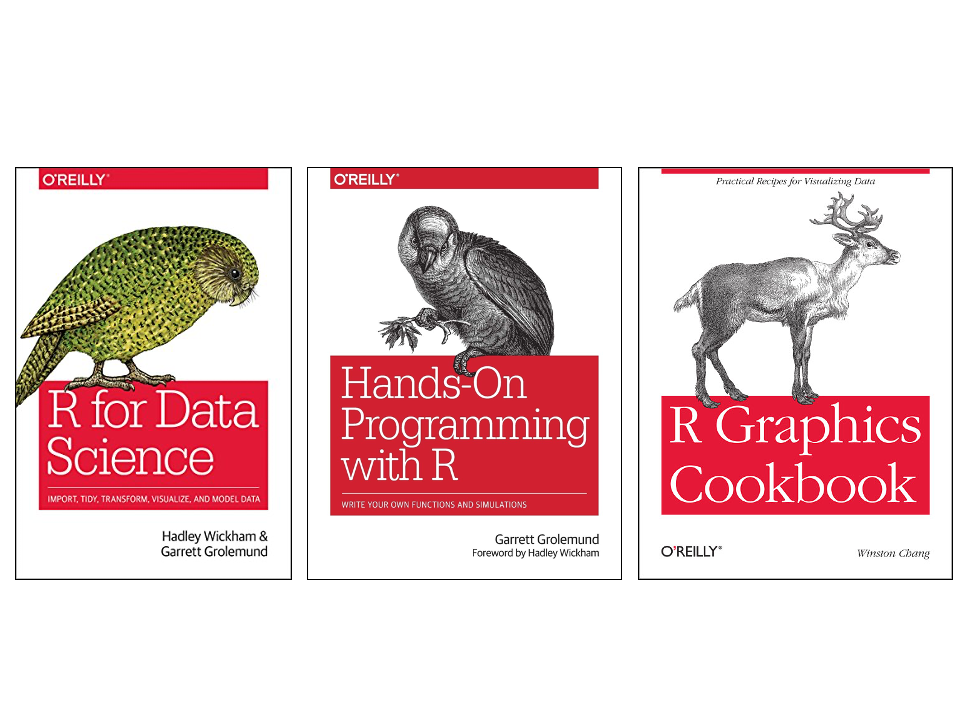 O'REILLY®
R for Data
Science
IMPORT, TIDY, TRANSFORM, VISUALIZE, AND MODEL DATA
Hadley Wickham &
Garrett Grolemund
O'REILLY®
Hands-On
Programming
with R
WRITE YOUR OWN FUNCTIONS AND SIMULATIONS
Garrett Grolemund
Foreword by Hadley Wickham
Practical Recipes for Visualizing Data
R Graphics
Cookbook
O'REILLY®
Winston Chang